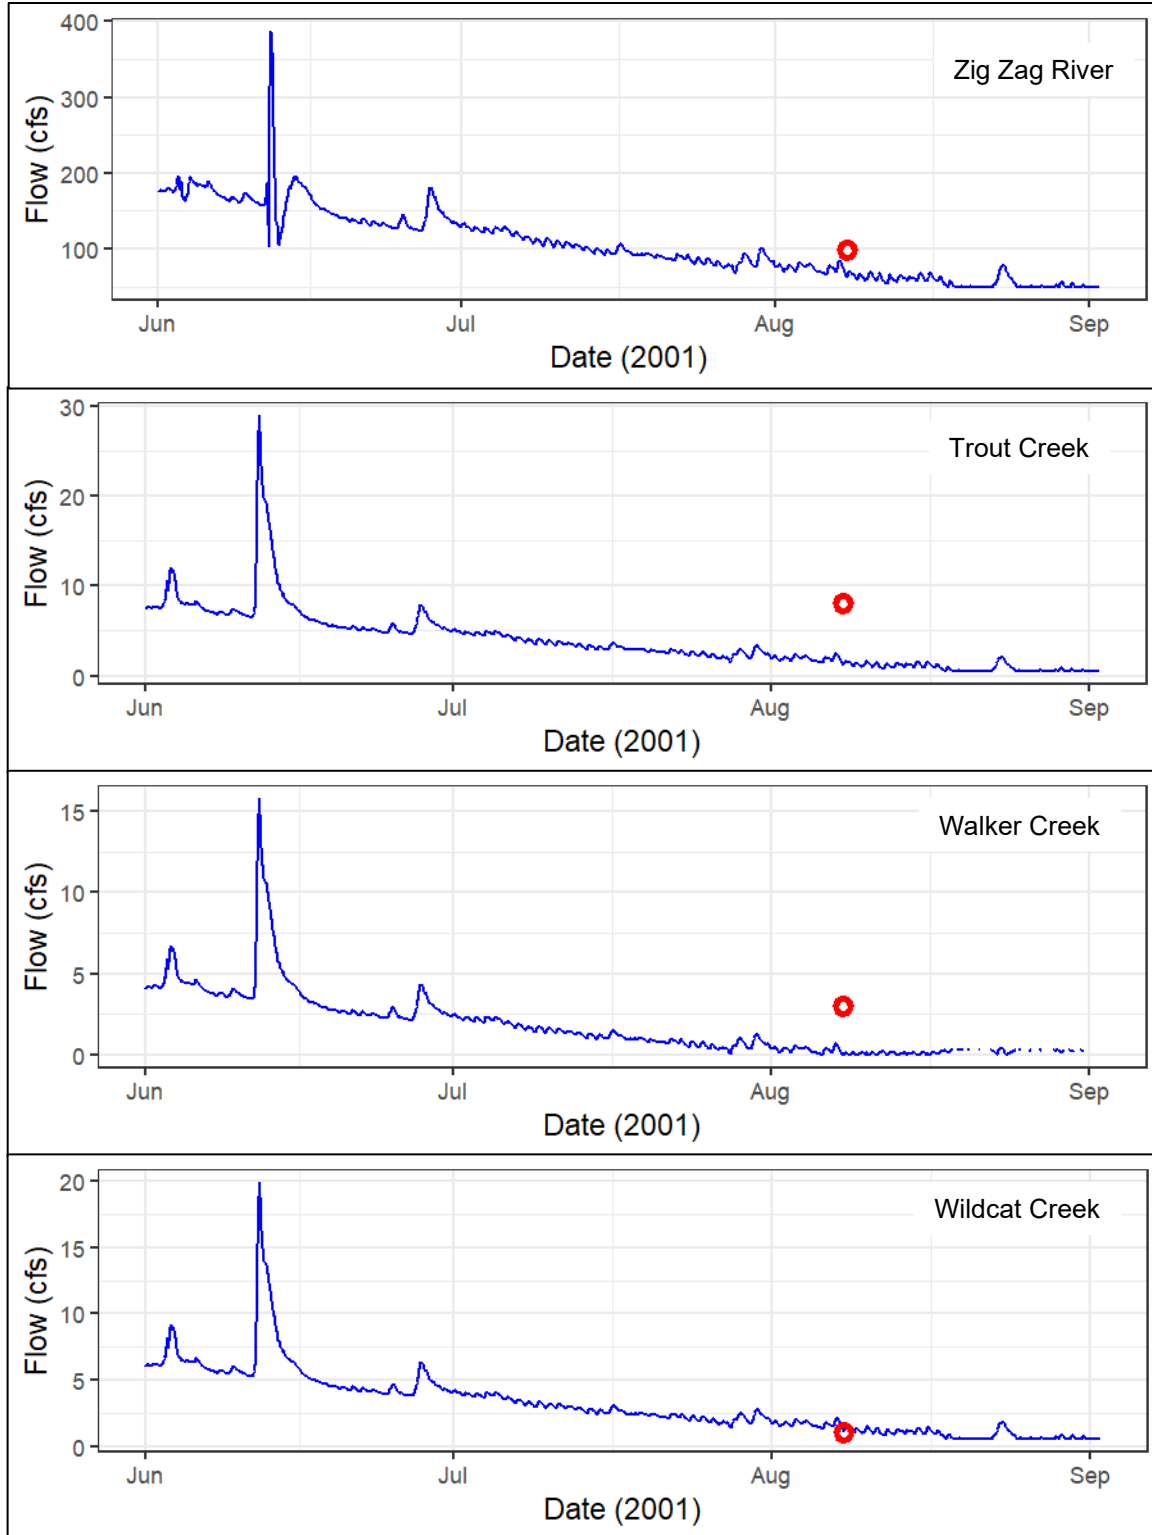 400
300
200
100
Flow (cfs)
Zig Zag River
Jun Jul Aug Sep
Date (2001)
30
20
10
0
Flow (cfs)
Trout Creek
Jun Jul Aug Sep
Date (2001)
15
10
5
0
Flow (cfs)
Walker Creek
Jun Jul Aug Sep
Date (2001)
20
15
10
5
0
Flow (cfs)
Wildcat Creek
Jun Jul Aug Sep
Date (2001)